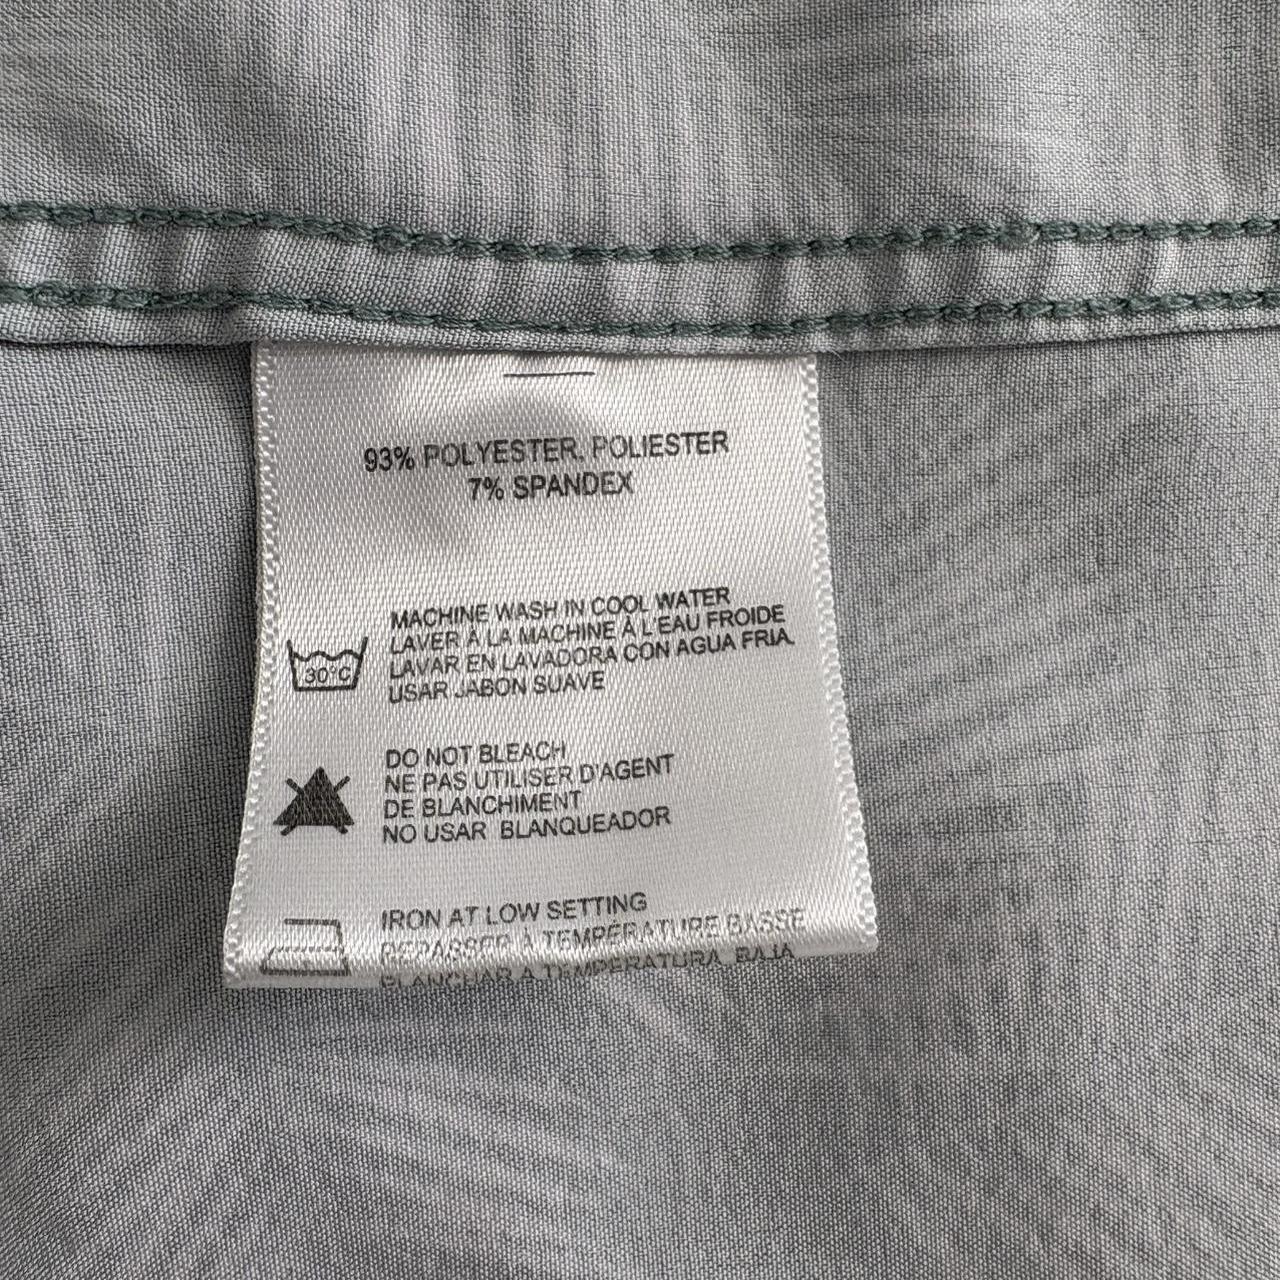 93% POLYESTER. POLIESTER
7% SPANDEX
MACHINE WASH IN COOL WATER
LAVER À LA MACHINE À L'EAU FROIDE
LAVAR EN LAVADORA CON AGUA FRIA.
USAR JABON SUAVE
30°C
DO NOT BLEACH
NE PAS UTILISER D'AGENT
DE BLANCHIMENT
NO USAR BLANQUEADOR
IRON AT LOW SETTING
REPASSER À TEMPÉRATURE BASSE
PLANCHAR A TEMPERATURA BAJA